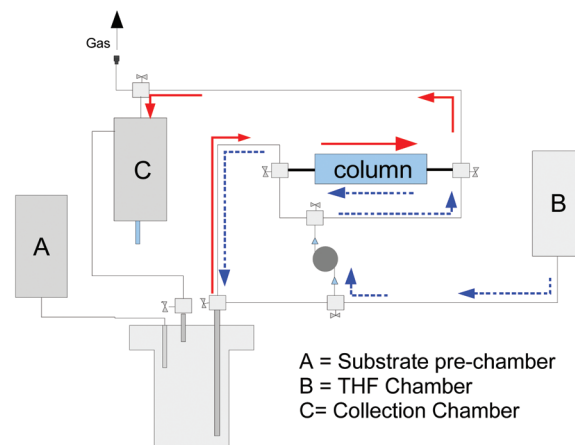 Gas
column
C
A
B
A = Substrate pre-chamber
B = THF Chamber
C= Collection Chamber